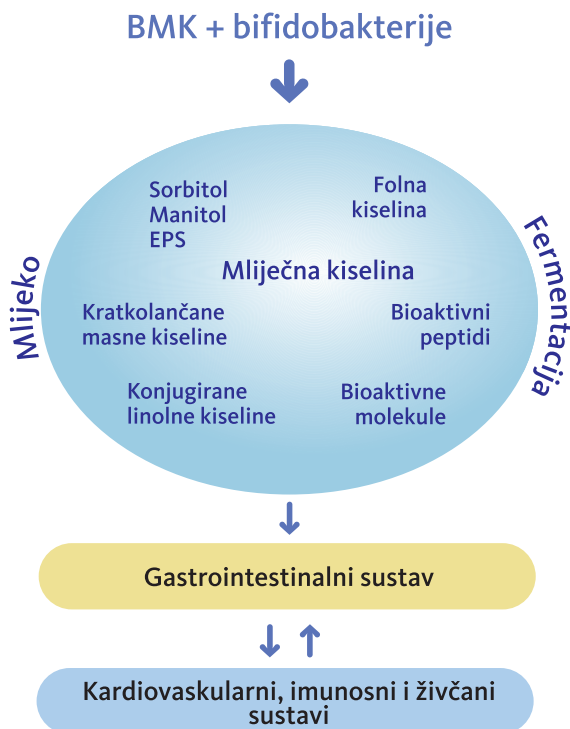 BMK + bifidobakterije
Sorbitol
Manitol
EPS
Folna
kiselina
Mliječna kiselina
Mlijeko
Fermentacija
Kratkolančane
masne kiseline
Bioaktivni
peptidi
Konjugirane
linolne kiseline
Bioaktivne
molekule
Gastrointestinalni sustav
Kardiovaskularni, imunosni i živčani
sustavi